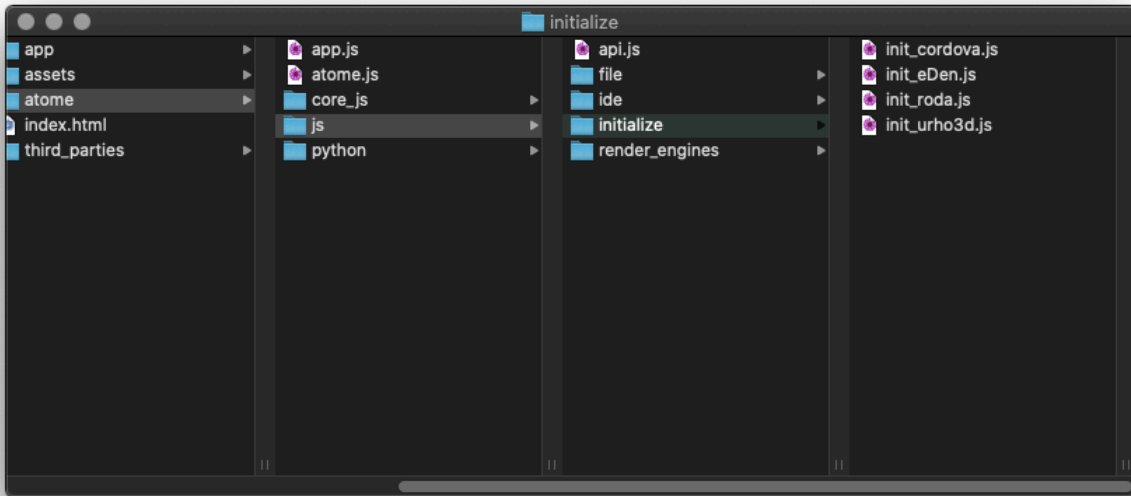 initialize
app
assets
atome
index.html
third_parties
app.js
atome.js
core_js
js
python
api.js
file
ide
initialize
render_engines
init_cordova.js
init_eDen.js
init_roda.js
init_urho3d.js